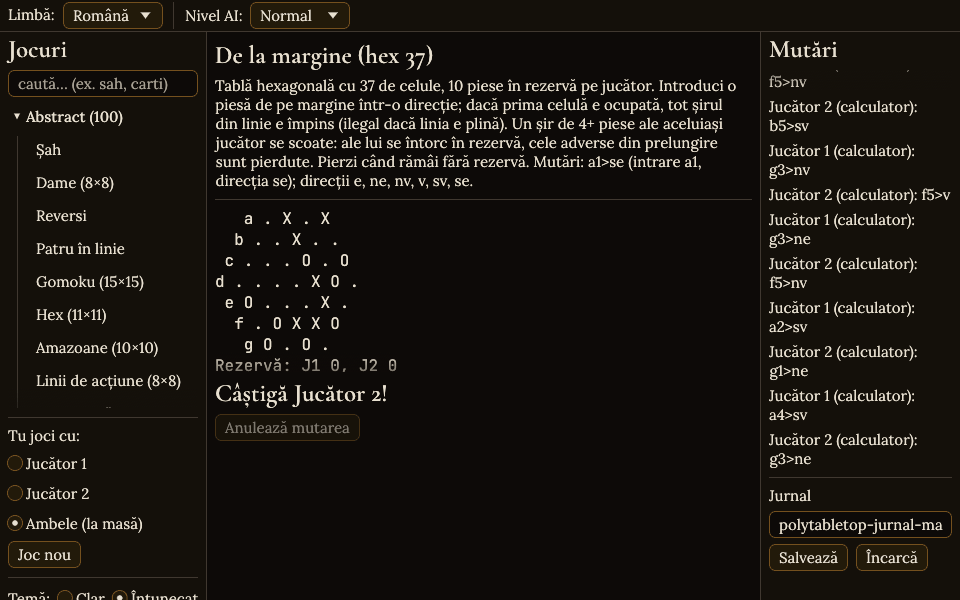 Limbă: Română ▼ Nivel AI: Normal ▼
Jocuri
caută... (ex. sah, carti)
▼ Abstract (100)
Șah
Dame (8×8)
Reversi
Patru în linie
Gomoku (15×15)
Hex (11×11)
Amazoane (10×10)
Linii de acțiune (8×8)
Tu joci cu:
Jucător 1
Jucător 2
Ambele (la masă)
Joc nou
Temă: Clar Întunecat
De la margine (hex 37)
Tablă hexagonală cu 37 de celule, 10 piese în rezervă pe jucător. Introduci o
piesă de pe margine într-o direcție; dacă prima celulă e ocupată, tot șirul
din linie e împins (ilegal dacă linia e plină). Un șir de 4+ piese ale aceluiași
jucător se scoate: ale lui se întorc în rezervă, cele adverse din prelungire
sunt pierdute. Pierzi când rămâi fără rezervă. Mutări: a1>se (intrare a1,
direcția se); direcții e, ne, nv, v, sv, se.
a . X . X
b . . X . .
c . . . O . O
d . . . . X O .
e O . . . X .
f . O X X O
g O . O .
Rezervă: J1 0, J2 0
Câștigă Jucător 2!
Anulează mutarea
Mutări
f5>nv
Jucător 2 (calculator):
b5>sv
Jucător 1 (calculator):
g3>nv
Jucător 2 (calculator): f5>v
Jucător 1 (calculator):
g3>ne
Jucător 2 (calculator):
f5>nv
Jucător 1 (calculator):
a2>sv
Jucător 2 (calculator):
g1>ne
Jucător 1 (calculator):
a4>sv
Jucător 2 (calculator):
g3>ne
Jurnal
polytabletop-jurnal-ma
Salvează Încarcă